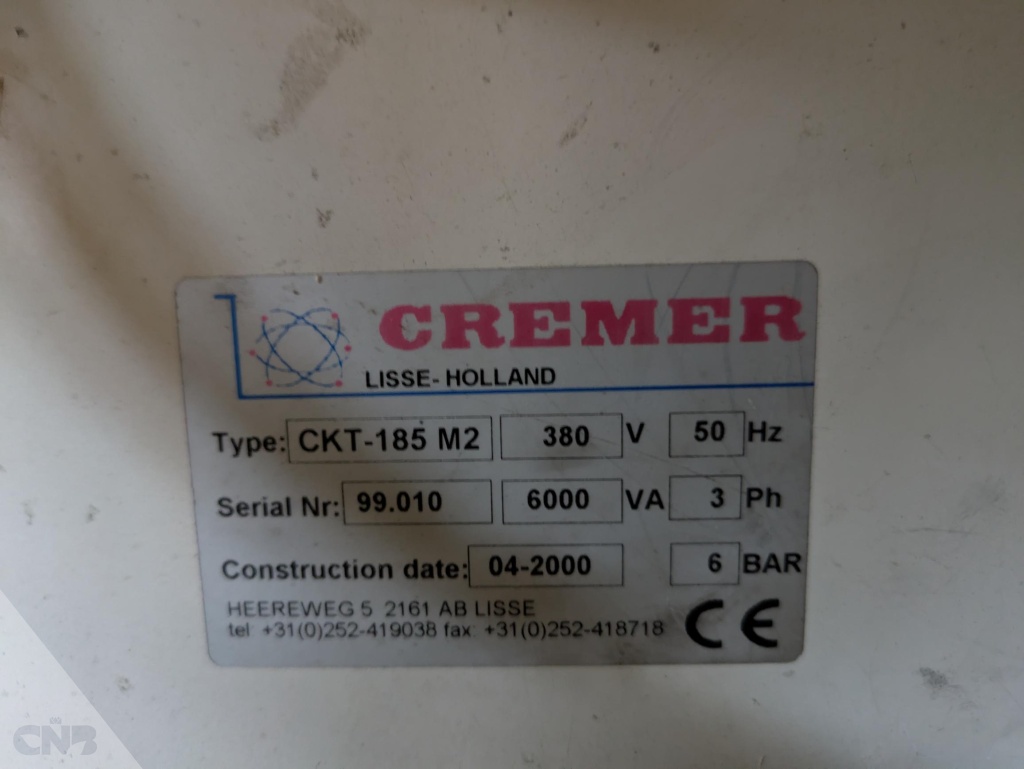 CREMER
LISSE-HOLLAND
Type: CKT-185 M2 380 V 50 Hz
Serial Nr: 99.010 6000 VA 3 Ph
Construction date: 04-2000 6 BAR
HEEREWEG 5 2161 AB LISSE
tel: +31(0)252-419038 fax: +31(0)252-418718 CE
CNB